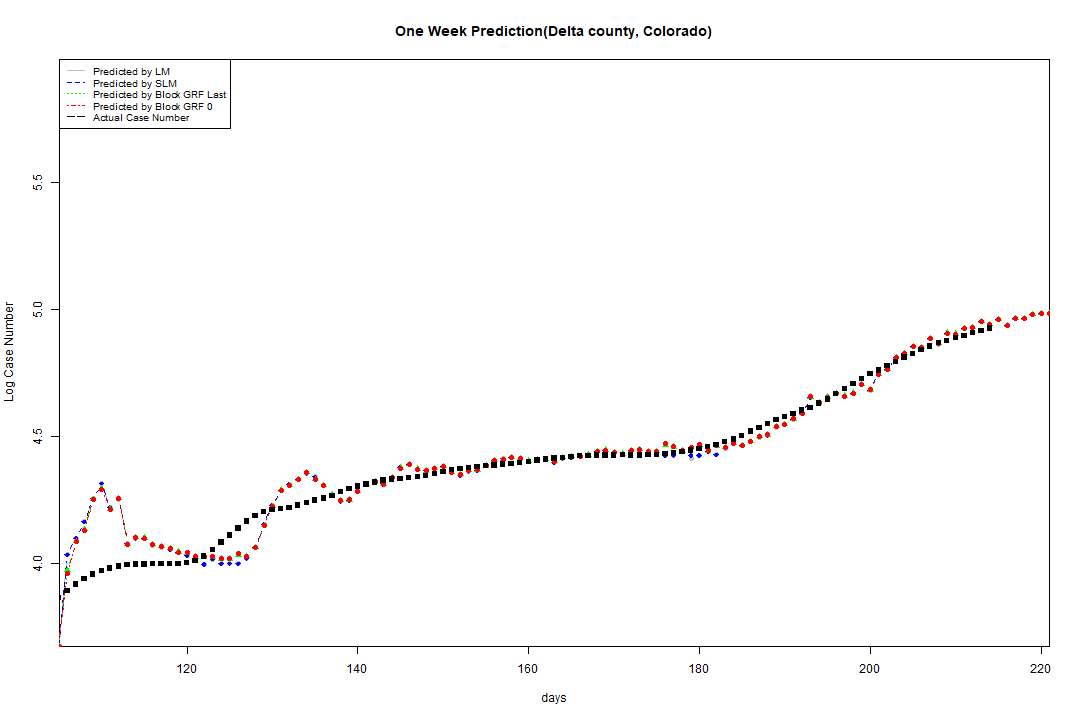 One Week Prediction(Delta county, Colorado)
Predicted by LM
Predicted by SLM
Predicted by Block GRF Last
Predicted by Block GRF 0
Actual Case Number
Log Case Number
5.5
5.0
4.5
4.0
120 140 160 180 200 220
days